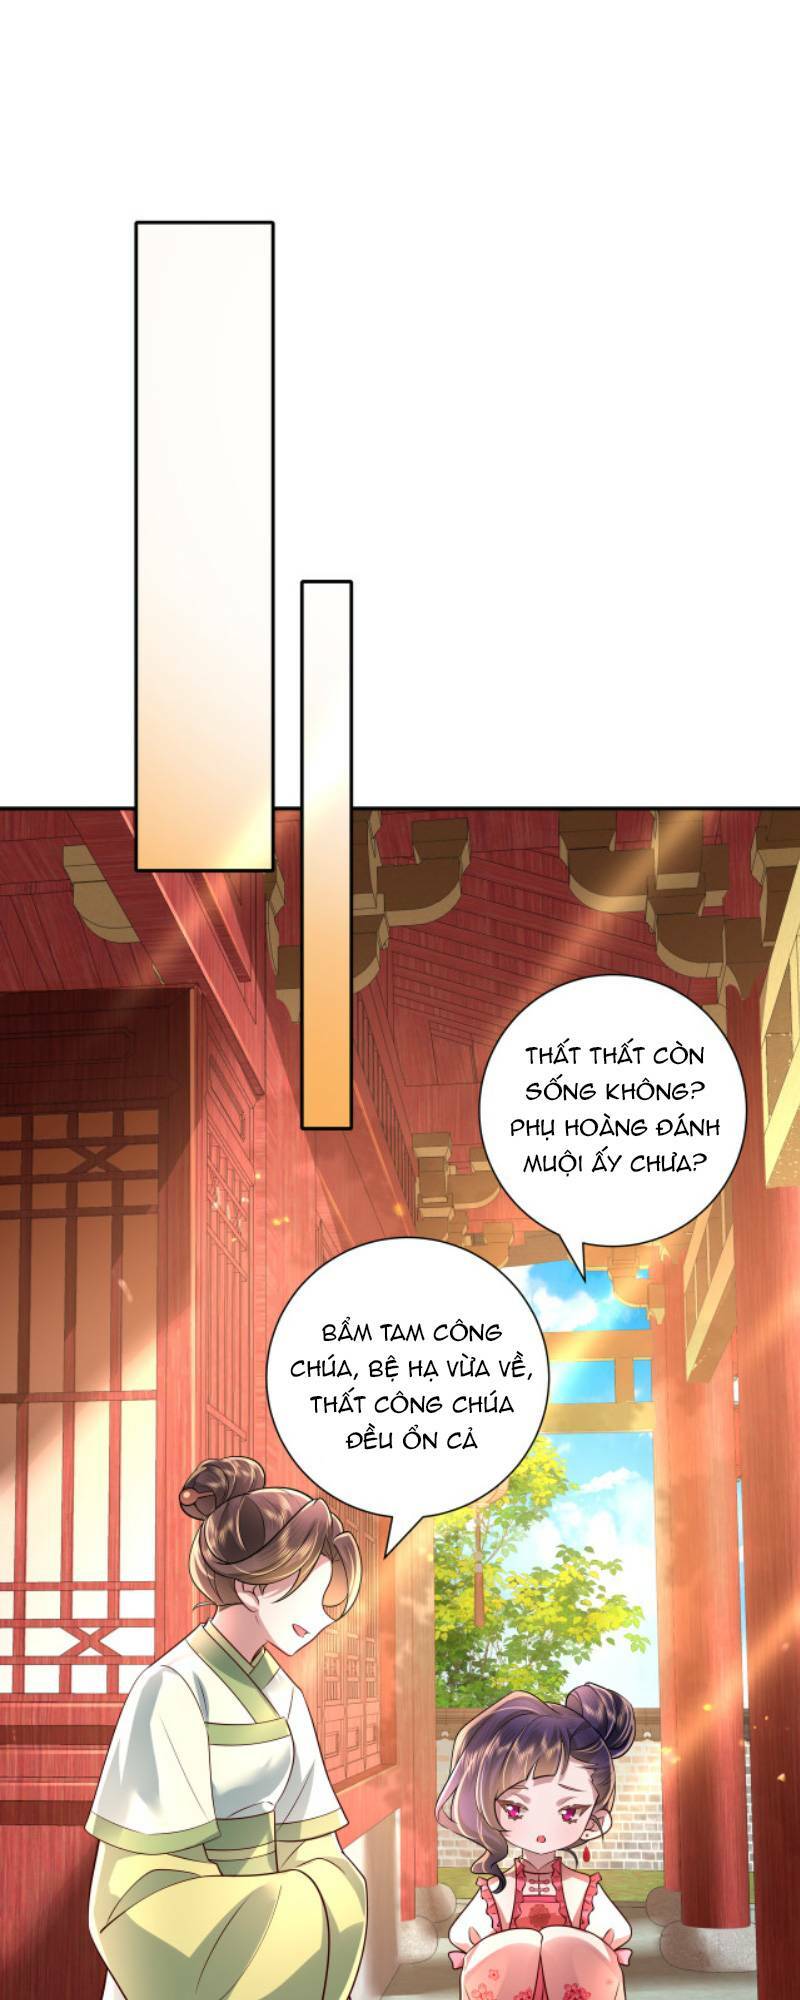 THẤT THẤT CÒN
SỐNG KHÔNG?
PHỤ HOÀNG ĐÁNH
MUỘI ẤY CHƯA?
BẨM TAM CÔNG
CHÚA, BỆ HẠ VỪA VỀ,
THẤT CÔNG CHÚA
ĐỀU ỔN CẢ